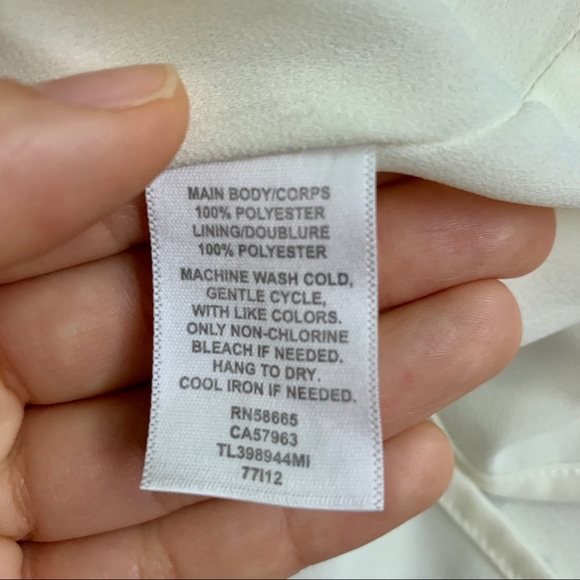 MAIN BODY/CORPS
100% POLYESTER
LINING/DOUBLURE
100% POLYESTER
MACHINE WASH COLD,
GENTLE CYCLE,
WITH LIKE COLORS.
ONLY NON-CHLORINE
BLEACH IF NEEDED.
HANG TO DRY.
COOL IRON IF NEEDED.
RN58665
CA57963
TL398944MI
77I12